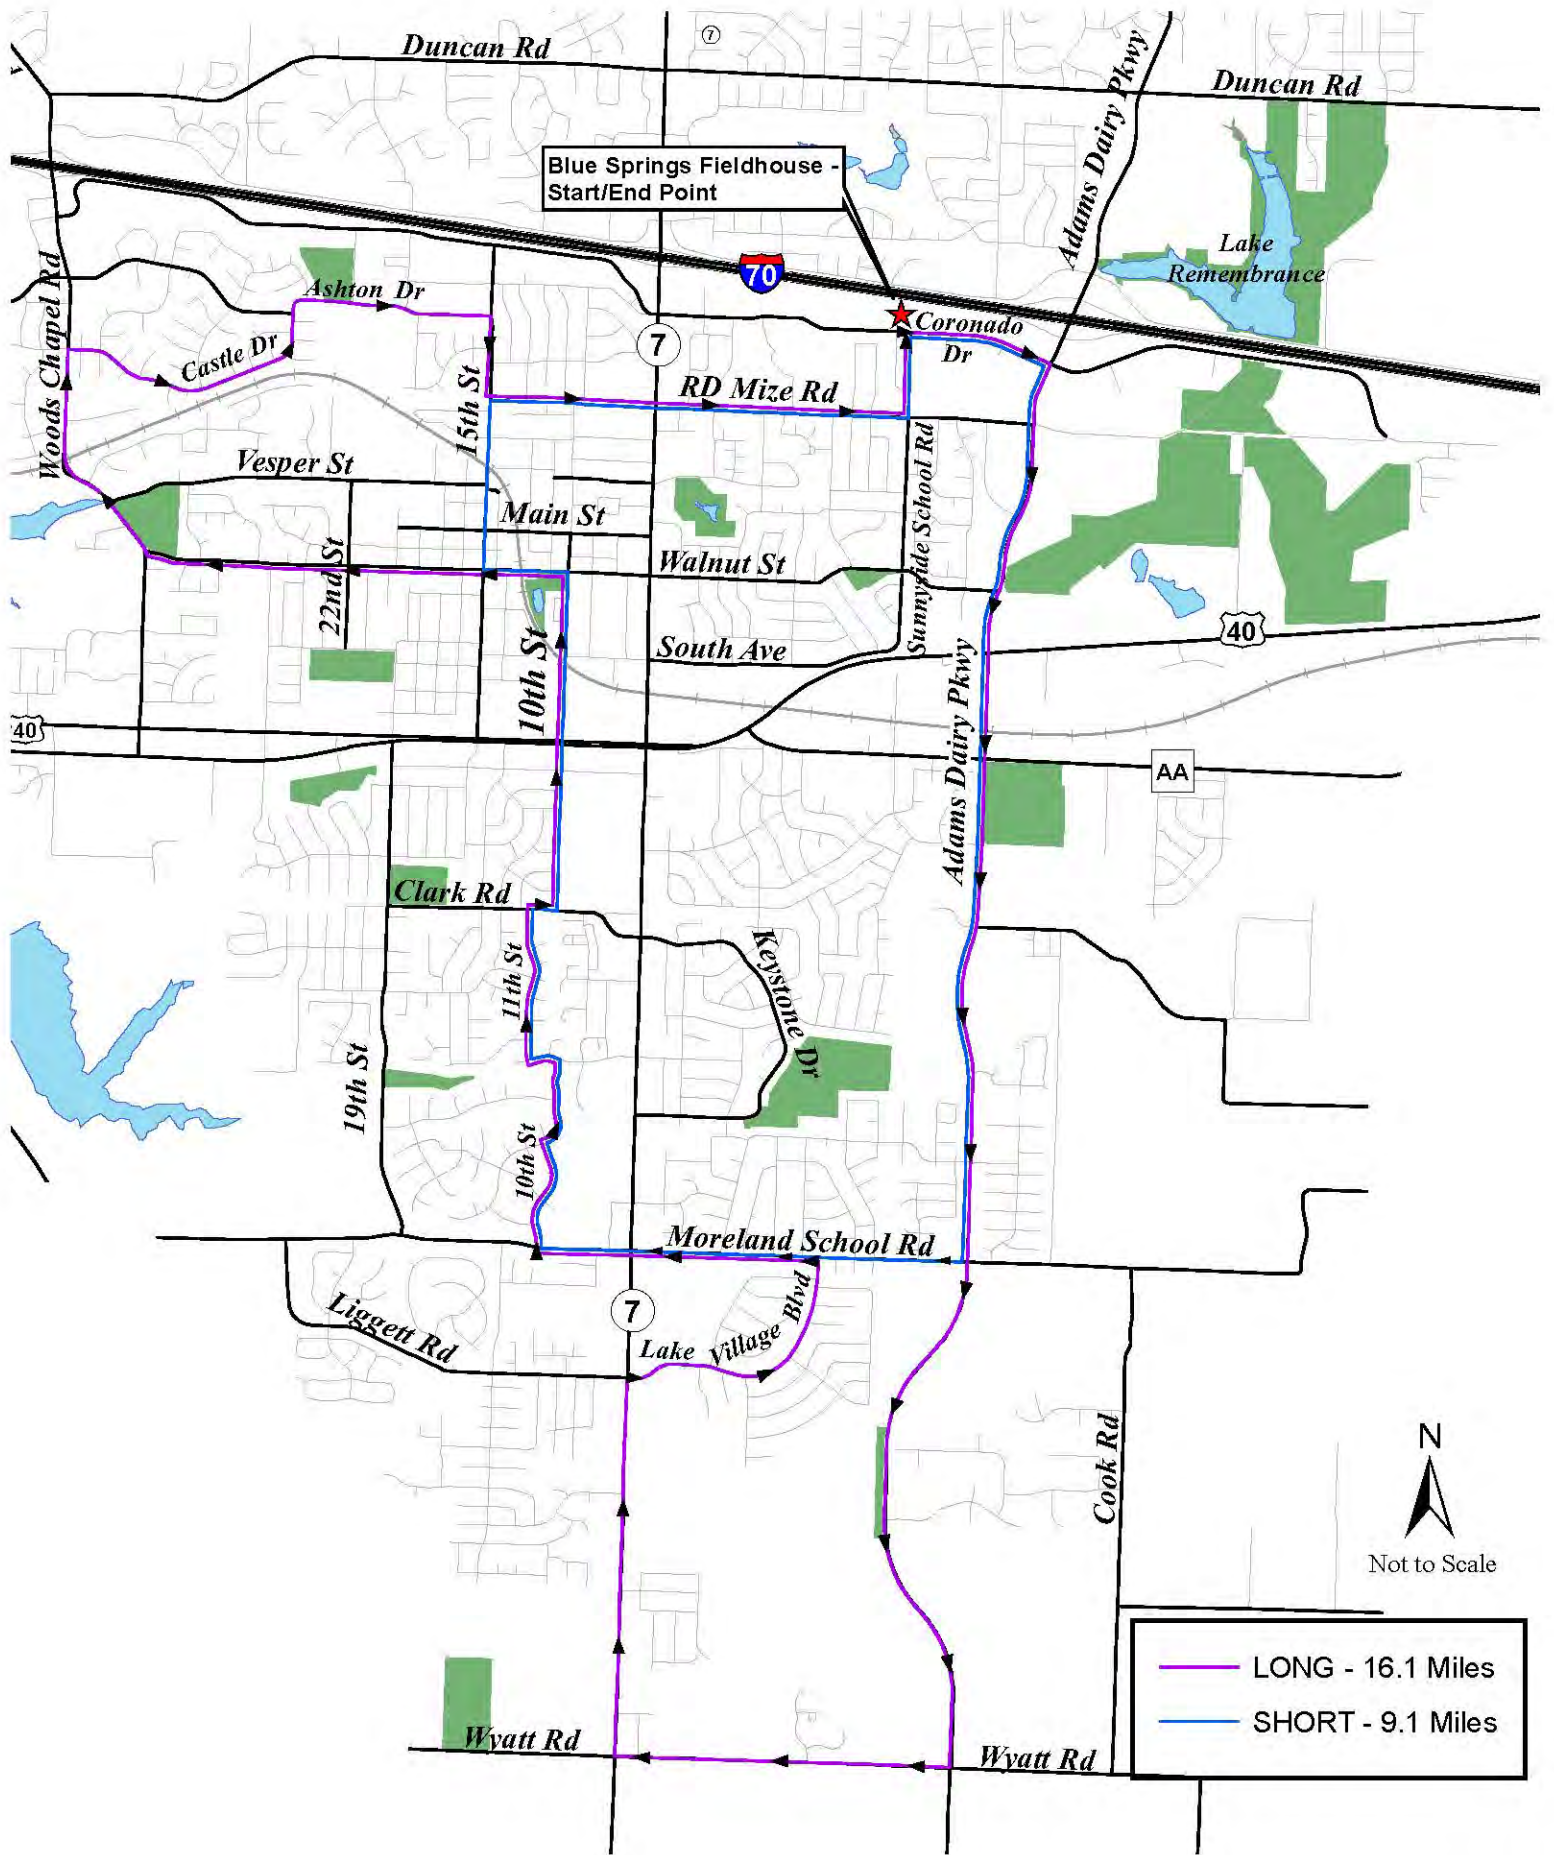 Duncan Rd
7
Adams Dairy Pkwy
Duncan Rd
Blue Springs Fieldhouse -
Start/End Point
Lake
Remembrance
70
Woods Chapel Rd
Ashton Dr
Coronado
Dr
7
Castle Dr
15th St
RD Mize Rd
Vesper St
Main St
Sunnyside School Rd
22nd St
Walnut St
40
10th St
South Ave
Adams Dairy Pkwy
40
AA
Clark Rd
11th St
Keystone Dr
19th St
10th St
Moreland School Rd
7
Liggett Rd
Lake Village Blvd
Cook Rd
N
Not to Scale
LONG - 16.1 Miles
SHORT - 9.1 Miles
Wyatt Rd
Wyatt Rd